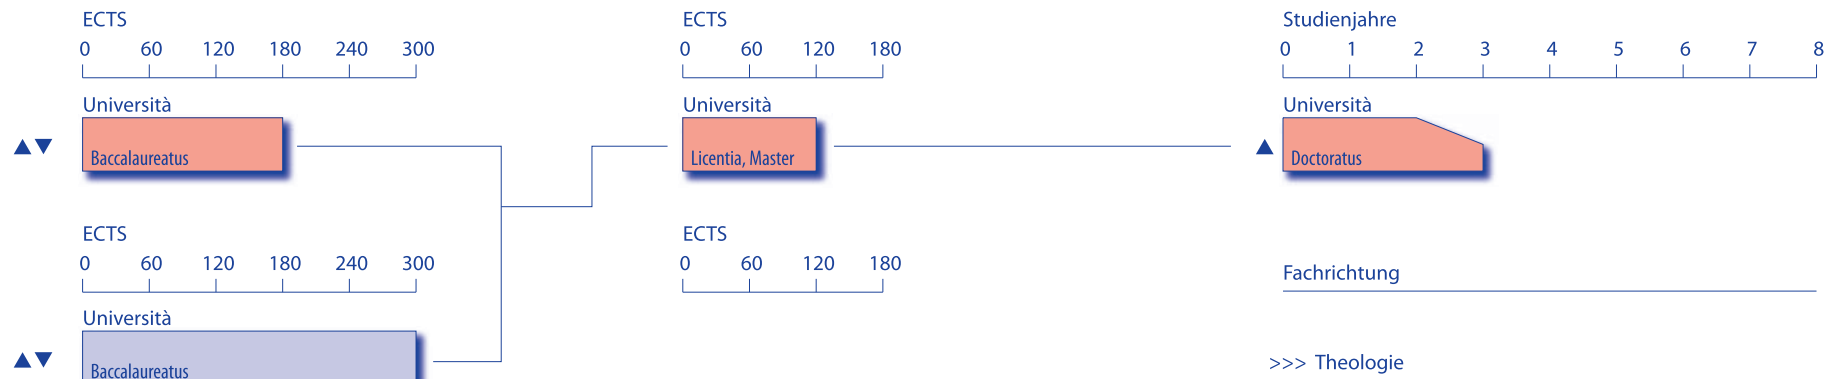 ECTS ECTS Studienjahre
0 60 120 180 240 300 0 60 120 180 0 1 2 3 4 5 6 7 8
Università Università Università
Baccalaureatus Licentia, Master Doctoratus
ECTS ECTS
0 60 120 180 240 300 0 60 120 180 Fachrichtung
Università
Baccalaureatus >>> Theologie